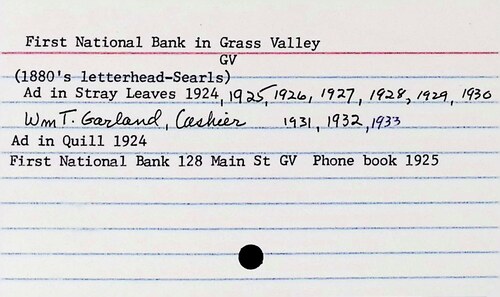 First National Bank in Grass Valley
GV
(1880's letterhead-Searls)
Ad in Stray Leaves 1924, 1925, 1926, 1927, 1928, 1929, 1930
Wm T. Garland, Cashier 1931, 1932, 1933
Ad in Quill 1924
First National Bank 128 Main St GV Phone book 1925